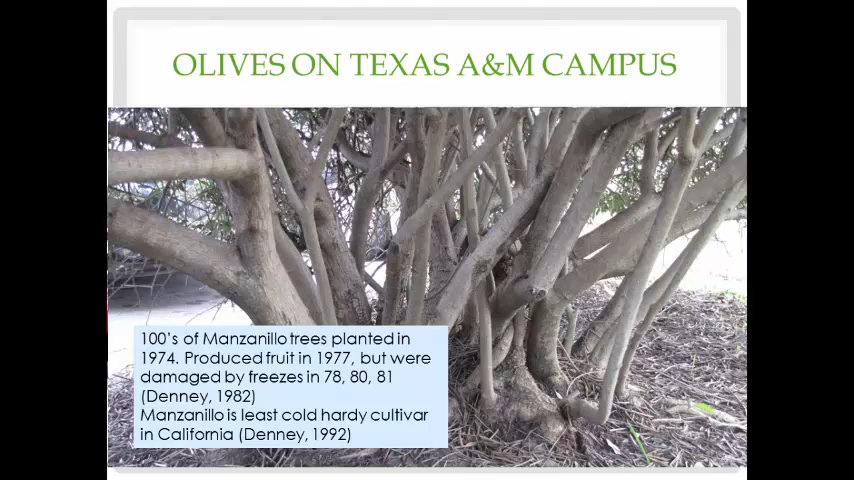 OLIVES ON TEXAS A&M CAMPUS
100's of Manzanillo trees planted in
1974. Produced fruit in 1977, but were
damaged by freezes in 78, 80, 81
(Denney, 1982)
Manzanillo is least cold hardy cultivar
in California (Denney, 1992)